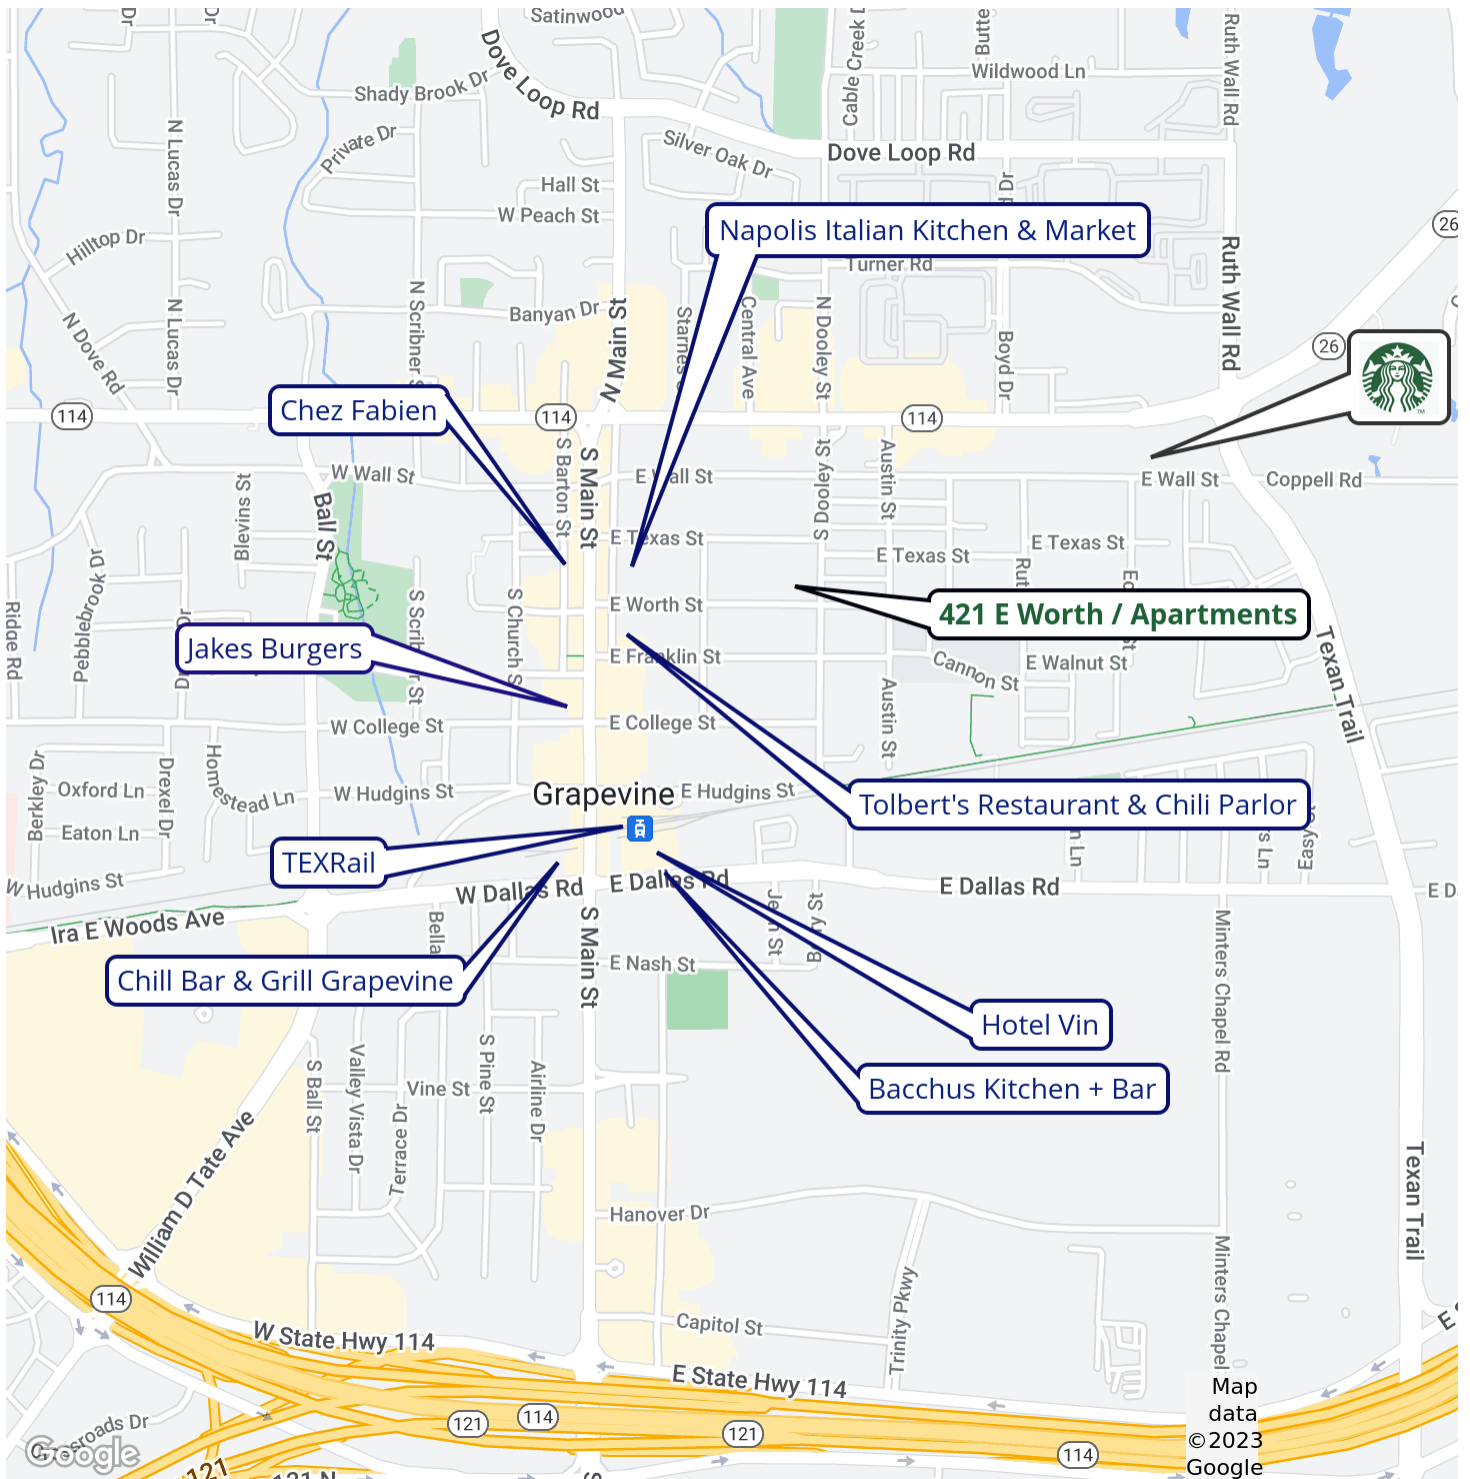 Satinwood
Dr
Dr
Dove Loop Rd
Shady Brook Dr
Private Dr
N Lucas Dr
Cable Creek
Butte
Wildwood Ln
Ruth Wall Rd
Silver Oak Dr
Dove Loop Rd
Hall St
W Peach St
Hilltop Dr
Napolis Italian Kitchen & Market
Turner Rd
26
Ruth Wall Rd
N Scribner S
Banyan Dr
N Main St
Central Ave
N Dooley St
Boyd Dr
N Dove Rd
N Lucas Dr
26
Chez Fabien
114
114
114
W Wall St
S Barton St
S Main St
E Wall St
S Dooley St
Austin St
E Wall St
Coppell Rd
Blevins St
Ball St
E Texas St
E Texas St
E Texas St
Pebblebrook Dr
Ridge Rd
S Church S
E Worth St
421 E Worth / Apartments
Jakes Burgers
E Franklin St
Cannon St
E Walnut St
Texan Trail
W College St
E College St
Austin St
Berkley Dr
Oxford Ln
Drexel Dr
Homestead Ln
W Hudgins St
Grapevine
E Hudgins St
Tolbert's Restaurant & Chili Parlor
Eaton Ln
TEXRail
W Hudgins St
W Dallas Rd
E Dallas Rd
E Dallas Rd
E D
Ira E Woods Ave
Bella
S Main St
E Nash St
Minters Chapel Rd
Chill Bar & Grill Grapevine
Hotel Vin
Bacchus Kitchen + Bar
S Ball St
Valley Vista Dr
Terrace Dr
Vine St
S Pine St
Airline Dr
William D Tate Ave
Hanover Dr
Texan Trail
Minters Chapel
Trinity Pkwy
114
W State Hwy 114
Capitol St
E State Hwy 114
121
114
121
114
Crossroads Dr
Google
121
121 N
Map
data
©2023
Google